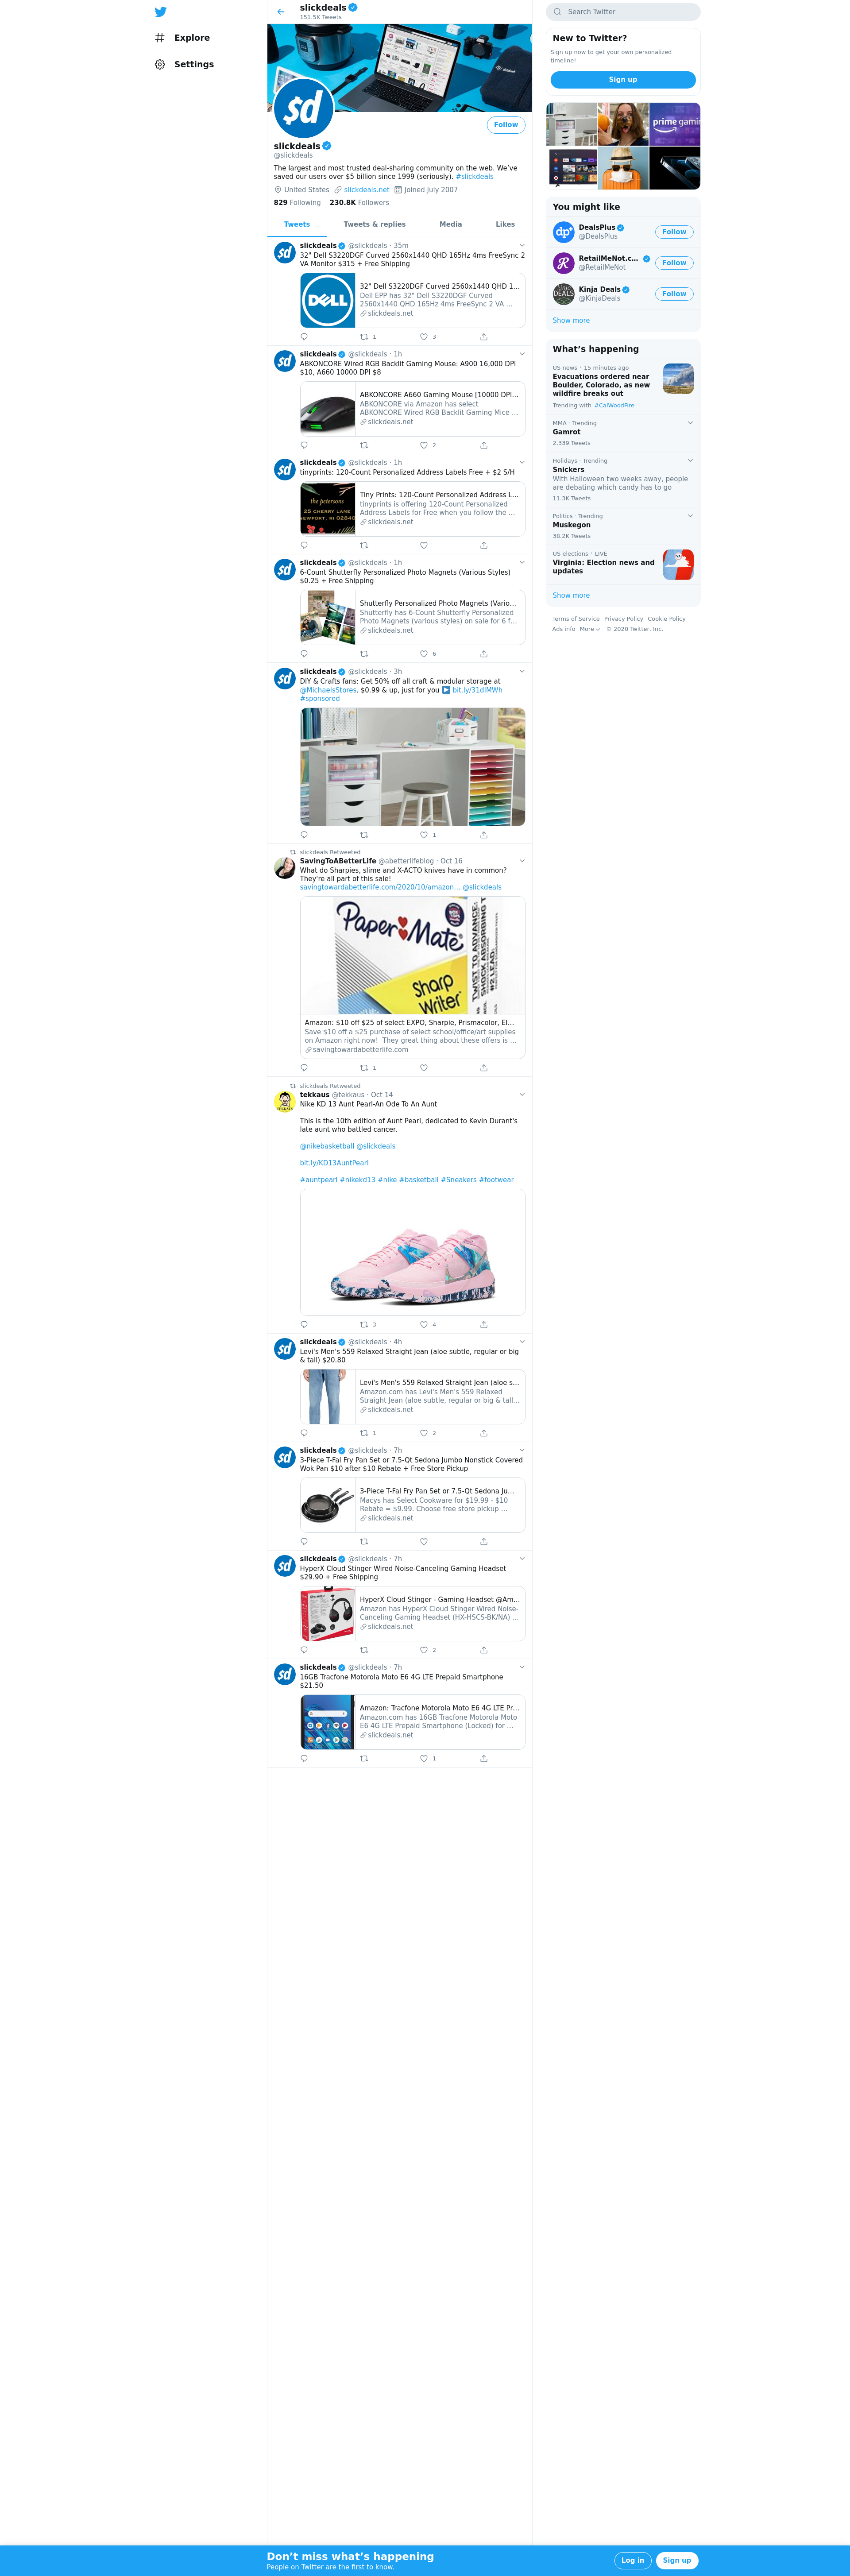 Explore
Settings
slickdeals
151.5K Tweets
$d
Follow
slickdeals
@slickdeals
The largest and most trusted deal-sharing community on the web. We've
saved our users over $5 billion since 1999 (seriously). #slickdeals
United States slickdeals.net Joined July 2007
829 Following 230.8K Followers
Tweets Tweets & replies Media Likes
slickdeals @slickdeals · 35m
32" Dell S3220DGF Curved 2560x1440 QHD 165Hz 4ms FreeSync 2
VA Monitor $315 + Free Shipping
DELL
32" Dell S3220DGF Curved 2560x1440 QHD 1...
Dell EPP has 32" Dell S3220DGF Curved
2560x1440 QHD 165Hz 4ms FreeSync 2 VA ...
slickdeals.net
1 3
slickdeals @slickdeals · 1h
ABKONCORE Wired RGB Backlit Gaming Mouse: A900 16,000 DPI
$10, A660 10000 DPI $8
ABKONCORE A660 Gaming Mouse [10000 DPI...
ABKONCORE via Amazon has select
ABKONCORE Wired RGB Backlit Gaming Mice ...
slickdeals.net
2
slickdeals @slickdeals · 1h
tinyprints: 120-Count Personalized Address Labels Free + $2 S/H
the petersons
25 CHERRY LANE
NEWPORT, RI 02840
Tiny Prints: 120-Count Personalized Address L...
tinyprints is offering 120-Count Personalized
Address Labels for Free when you follow the ...
slickdeals.net
slickdeals @slickdeals · 1h
6-Count Shutterfly Personalized Photo Magnets (Various Styles)
$0.25 + Free Shipping
Shutterfly Personalized Photo Magnets (Vario...
Shutterfly has 6-Count Shutterfly Personalized
Photo Magnets (various styles) on sale for 6 f...
slickdeals.net
6
slickdeals @slickdeals · 3h
DIY & Crafts fans: Get 50% off all craft & modular storage at
@MichaelsStores. $0.99 & up, just for you ▶ bit.ly/31dlMWh
#sponsored
1
slickdeals Retweeted
SavingToABetterLife @abetterlifeblog · Oct 16
What do Sharpies, slime and X-ACTO knives have in common?
They're all part of this sale!
savingtowardabetterlife.com/2020/10/amazon... @slickdeals
Paper Mate
Sharp
Writer
TWIST TO ADVANCE
SHOCK ABSORBING
#2 LEAD
Amazon: $10 off $25 of select EXPO, Sharpie, Prismacolor, El...
Save $10 off a $25 purchase of select school/office/art supplies
on Amazon right now! They great thing about these offers is ...
savingtowardabetterlife.com
1
slickdeals Retweeted
tekkaus @tekkaus · Oct 14
Nike KD 13 Aunt Pearl-An Ode To An Aunt
This is the 10th edition of Aunt Pearl, dedicated to Kevin Durant's
late aunt who battled cancer.
@nikebasketball @slickdeals
bit.ly/KD13AuntPearl
#auntpearl #nikekd13 #nike #basketball #Sneakers #footwear
3 4
slickdeals @slickdeals · 4h
Levi's Men's 559 Relaxed Straight Jean (aloe subtle, regular or big
& tall) $20.80
Levi's Men's 559 Relaxed Straight Jean (aloe s...
Amazon.com has Levi's Men's 559 Relaxed
Straight Jean (aloe subtle, regular or big & tall...
slickdeals.net
1 2
slickdeals @slickdeals · 7h
3-Piece T-Fal Fry Pan Set or 7.5-Qt Sedona Jumbo Nonstick Covered
Wok Pan $10 after $10 Rebate + Free Store Pickup
3-Piece T-Fal Fry Pan Set or 7.5-Qt Sedona Ju...
Macys has Select Cookware for $19.99 - $10
Rebate = $9.99. Choose free store pickup ...
slickdeals.net
slickdeals @slickdeals · 7h
HyperX Cloud Stinger Wired Noise-Canceling Gaming Headset
$29.90 + Free Shipping
HyperX Cloud Stinger - Gaming Headset @Am...
Amazon has HyperX Cloud Stinger Wired Noise-
Canceling Gaming Headset (HX-HSCS-BK/NA) ...
slickdeals.net
2
slickdeals @slickdeals · 7h
16GB Tracfone Motorola Moto E6 4G LTE Prepaid Smartphone
$21.50
Amazon: Tracfone Motorola Moto E6 4G LTE Pr...
Amazon.com has 16GB Tracfone Motorola Moto
E6 4G LTE Prepaid Smartphone (Locked) for ...
slickdeals.net
1
Search Twitter
New to Twitter?
Sign up now to get your own personalized
timeline!
Sign up
prime gaming
You might like
dp
DealsPlus
@DealsPlus
Follow
R
RetailMeNot.c...
@RetailMeNot
Follow
DEALS
Kinja Deals
@KinjaDeals
Follow
Show more
What's happening
US news · 15 minutes ago
Evacuations ordered near
Boulder, Colorado, as new
wildfire breaks out
Trending with #CalWoodFire
MMA · Trending
Gamrot
2,339 Tweets
Holidays · Trending
Snickers
With Halloween two weeks away, people
are debating which candy has to go
11.3K Tweets
Politics · Trending
Muskegon
38.2K Tweets
US elections · LIVE
Virginia: Election news and
updates
Show more
Terms of Service Privacy Policy Cookie Policy
Ads info More © 2020 Twitter, Inc.
Don't miss what's happening
People on Twitter are the first to know.
Log in
Sign up